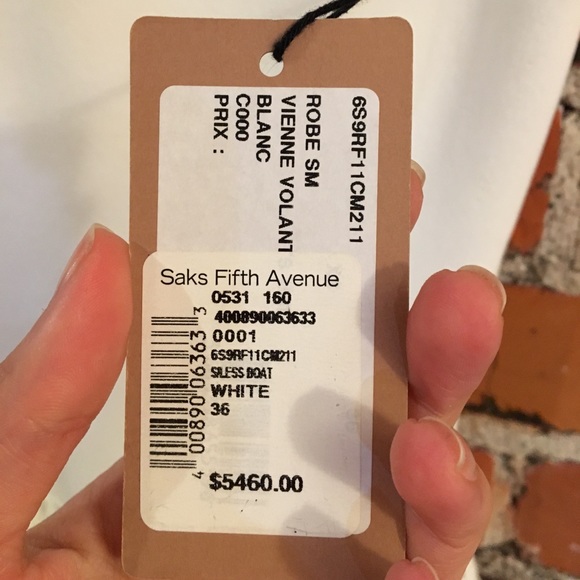 6S9RF11CM211
ROBE SM
VIENNE VOLANT
BLANC
C000
PRIX :
Saks Fifth Avenue
0531 160
400890063633
0001
6S9RF11CM211
SLESS BOAT
WHITE
36
$5460.00